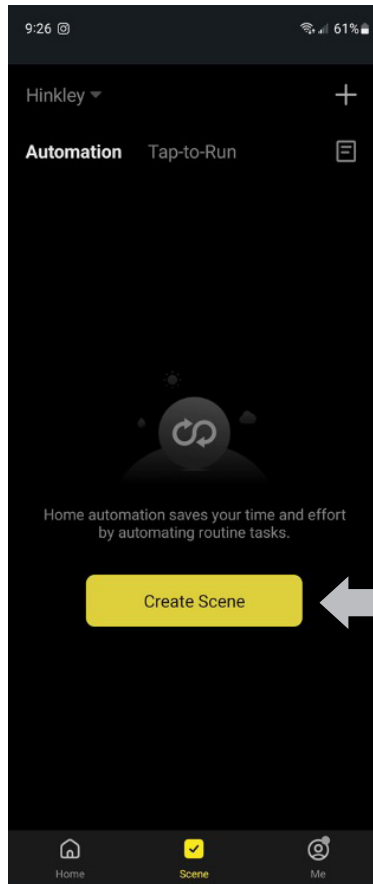 9:26 61%
Hinkley
Automation Tap-to-Run
Home automation saves your time and effort
by automating routine tasks.
Create Scene
Home Scene Me